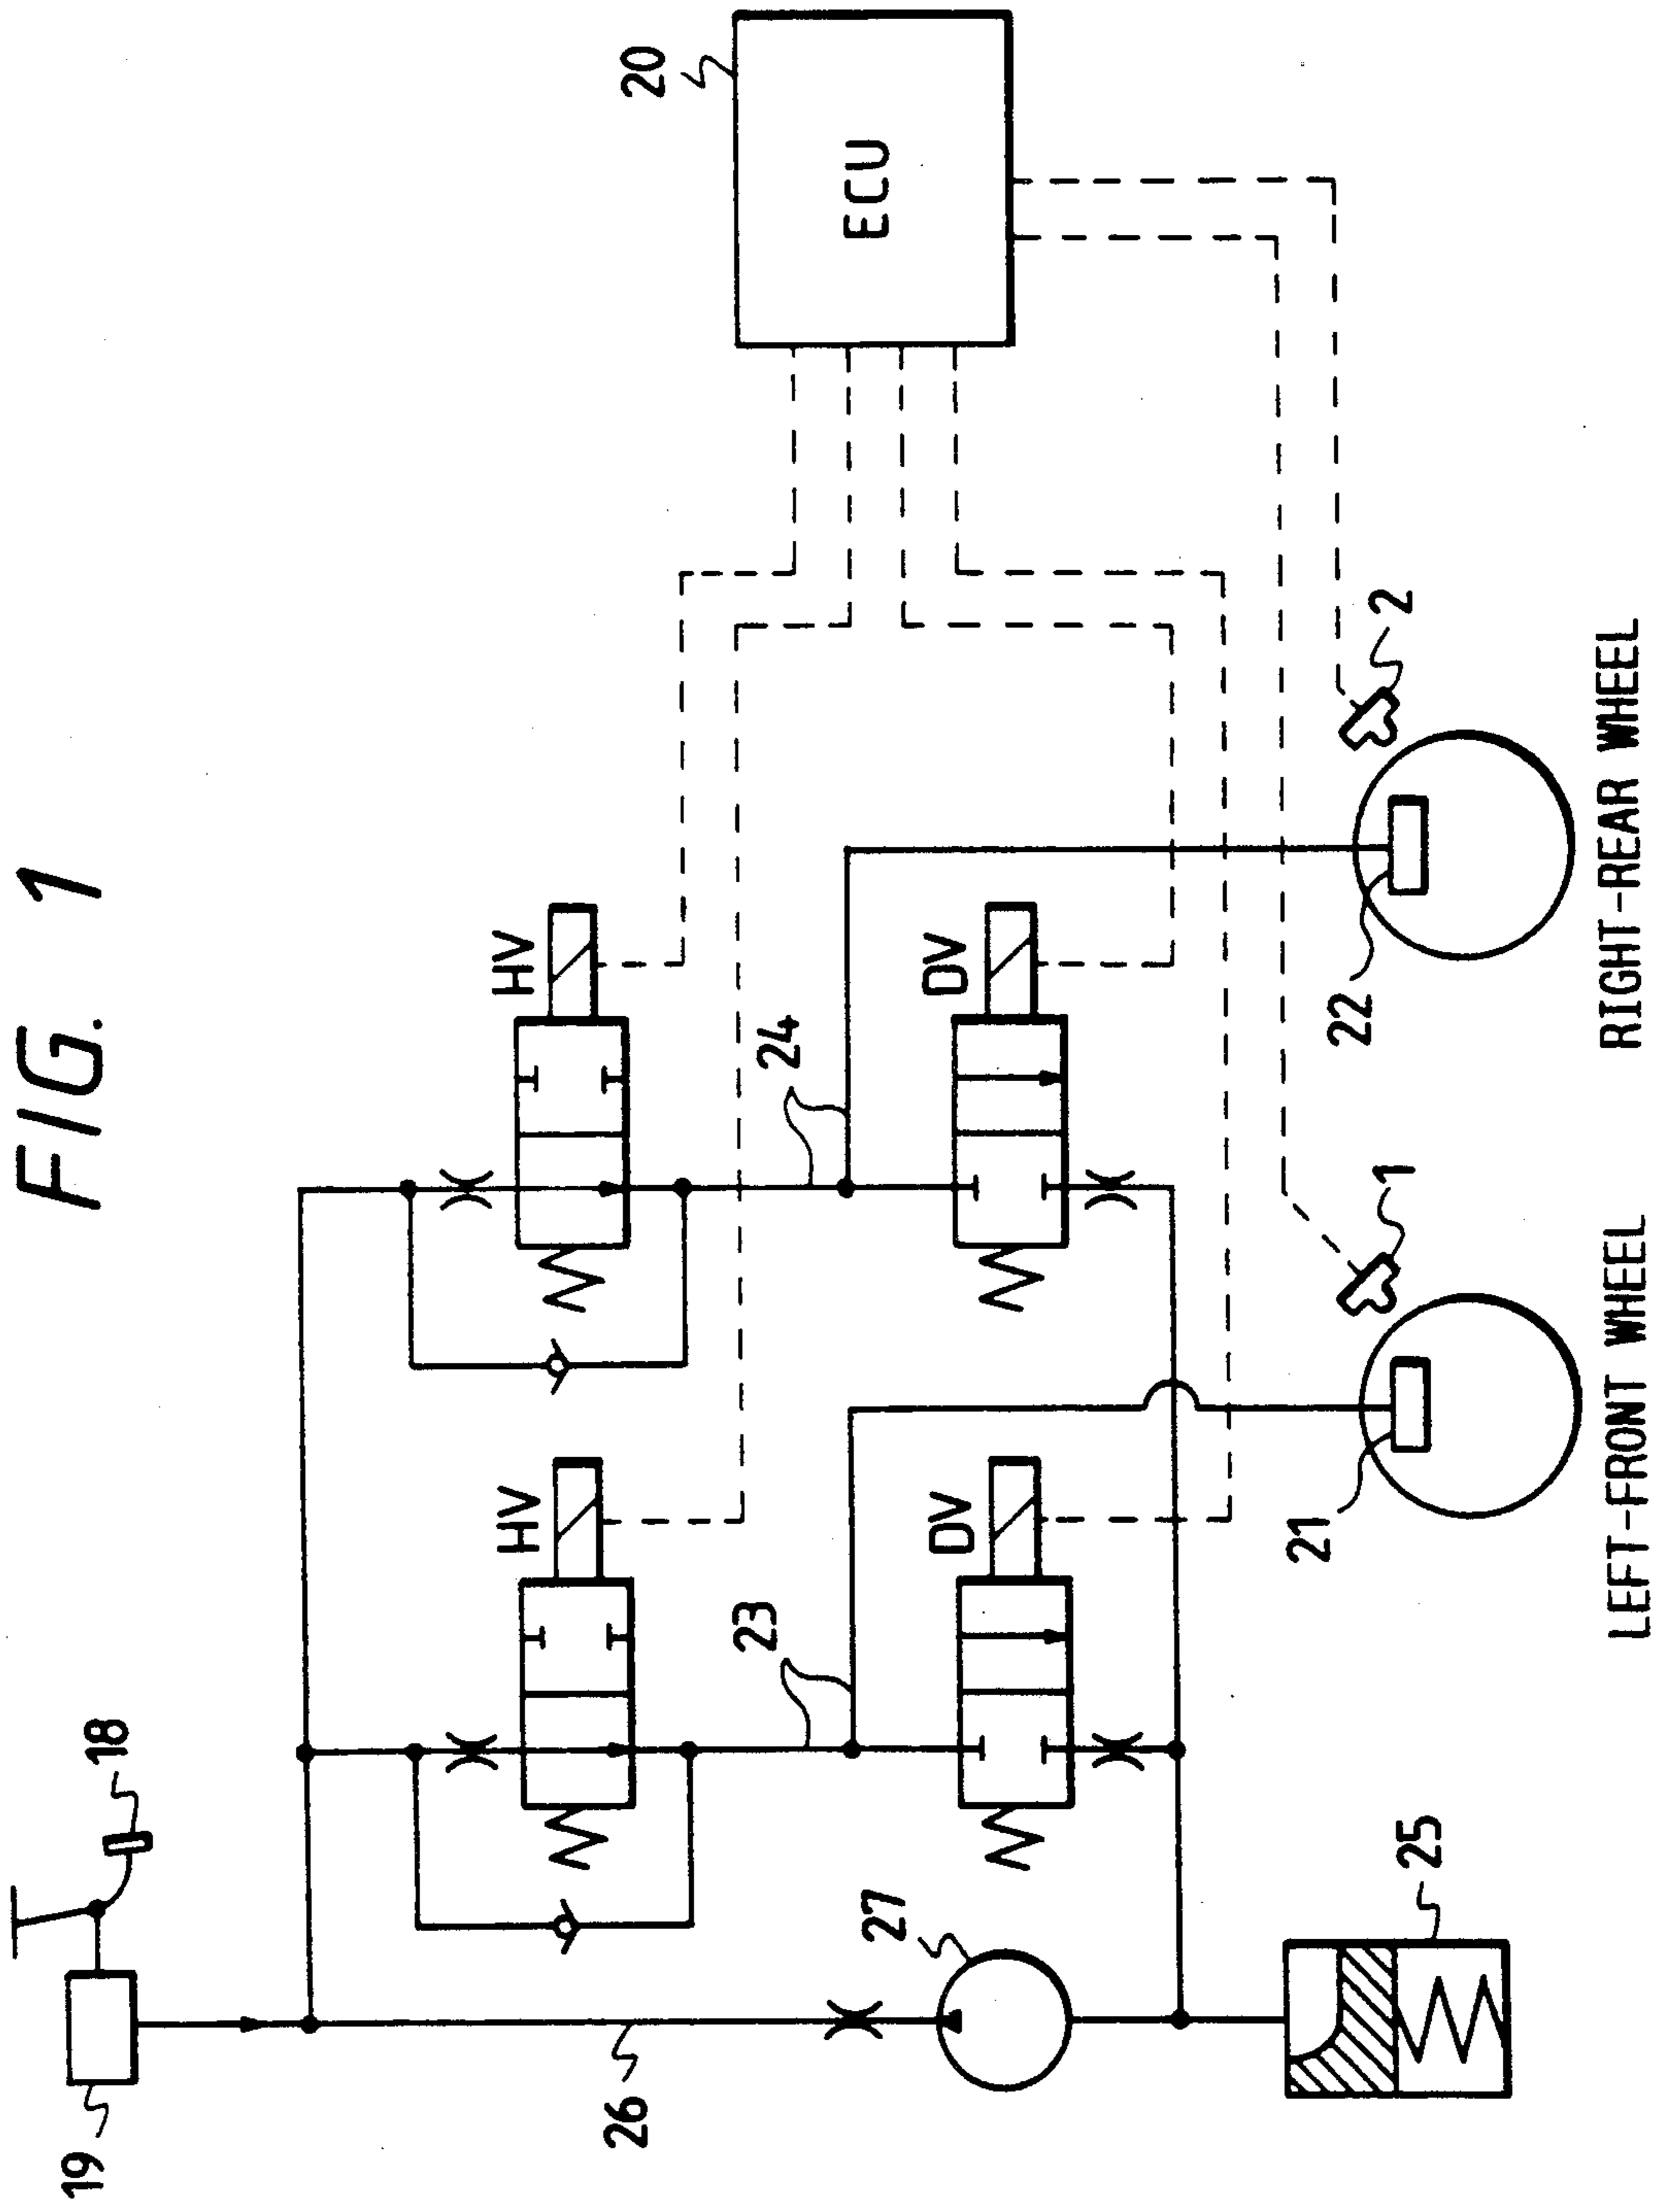 FIG. 1
18
19
HV
HV
20
ECU
26
23
24
27
DV
DV
25
21
1
22
2
LEFT-FRONT WHEEL
RIGHT-REAR WHEEL